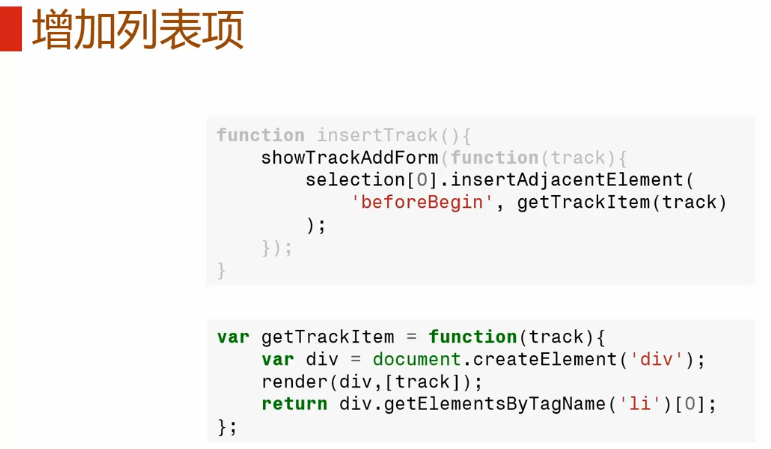 增加列表项
function insertTrack(){
    showTrackAddForm(function(track){
        selection[0].insertAdjacentElement(
            'beforeBegin', getTrackItem(track)
        );
    });
}
var getTrackItem = function(track){
    var div = document.createElement('div');
    render(div,[track]);
    return div.getElementsByTagName('li')[0];
};